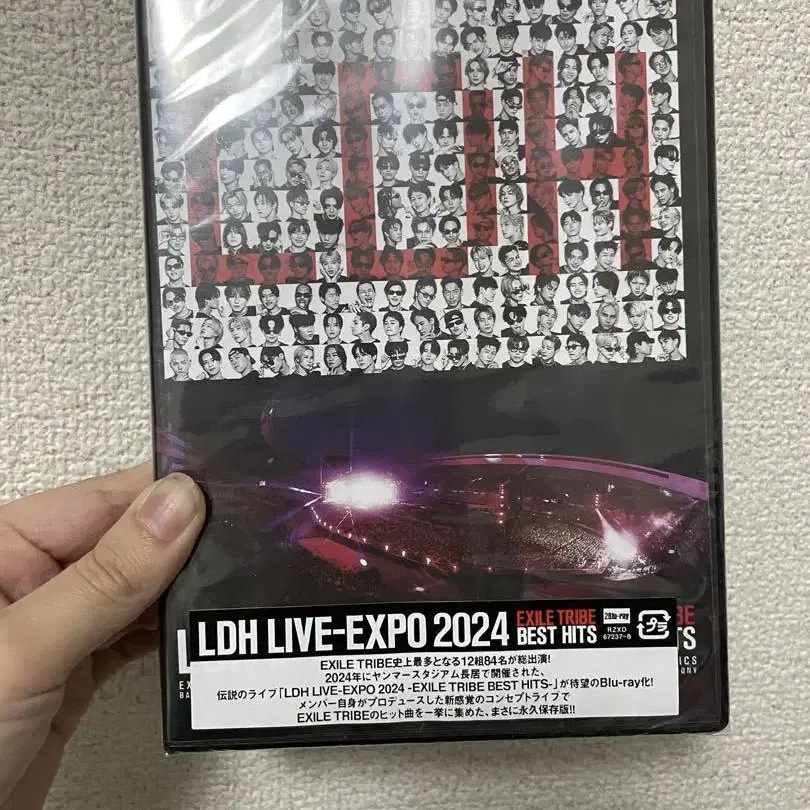 LDH
LDH LIVE-EXPO 2024
EXILE TRIBE
BEST HITS
2Blu-ray
RZXD
67237~8
プラ
EXILE TRIBE史上最多となる12組84名が総出演!
2024年にヤンマースタジアム長居で開催された、
伝説のライブ「LDH LIVE-EXPO 2024 -EXILE TRIBE BEST HITS-」が待望のBlu-ray化!
メンバー自身がプロデュースした新感覚のコンセプトライブで
EXILE TRIBEのヒット曲を一挙に集めた、まさに永久保存版!!